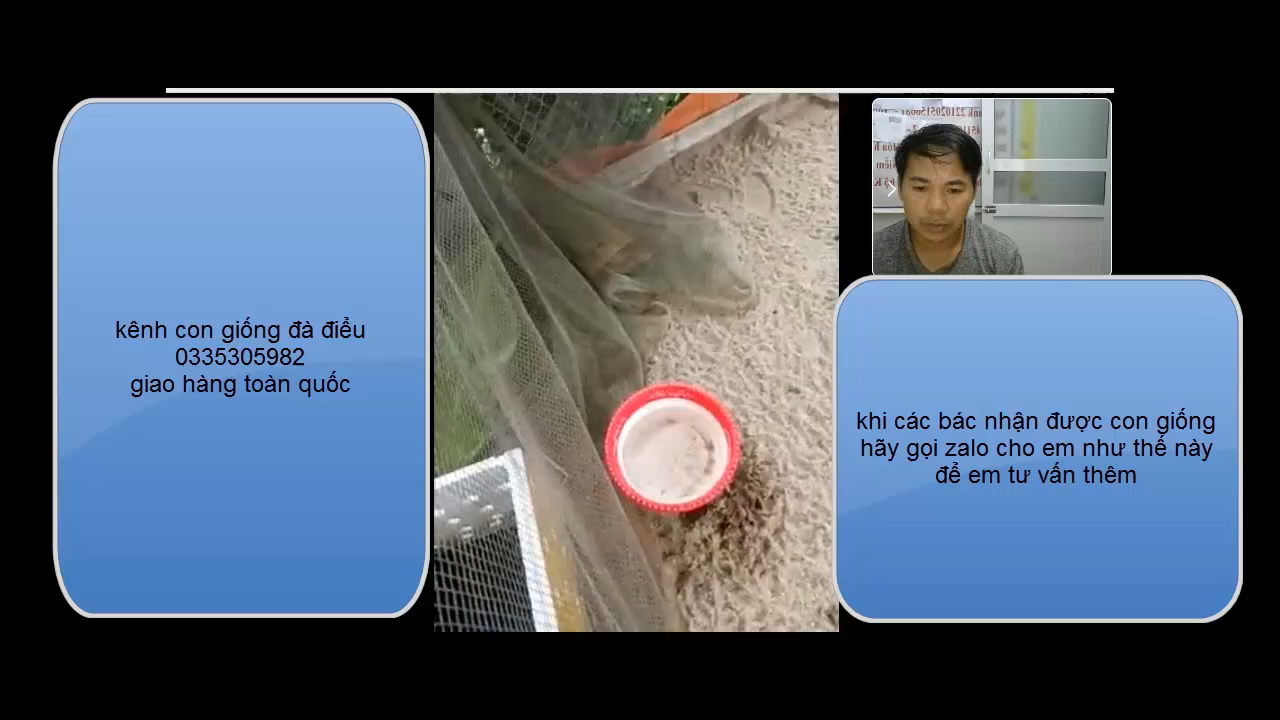 kênh con giống đà điểu
0335305982
giao hàng toàn quốc
khi các bác nhận được con giống
hãy gọi zalo cho em như thế này
để em tư vấn thêm